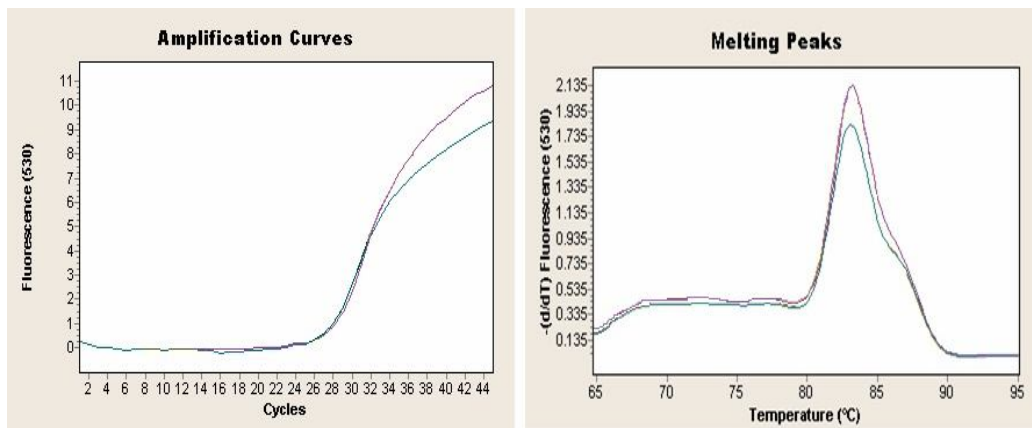 Amplification Curves
Fluorescence (530)
11
10
9
8
7
6
5
4
3
2
1
0
2 4 6 8 10 12 14 16 18 20 22 24 26 28 30 32 34 36 38 40 42 44
Cycles
Melting Peaks
-(d/dT) Fluorescence (530)
2.135
1.935
1.735
1.535
1.335
1.135
0.935
0.735
0.535
0.335
0.135
65 70 75 80 85 90 95
Temperature (ºC)